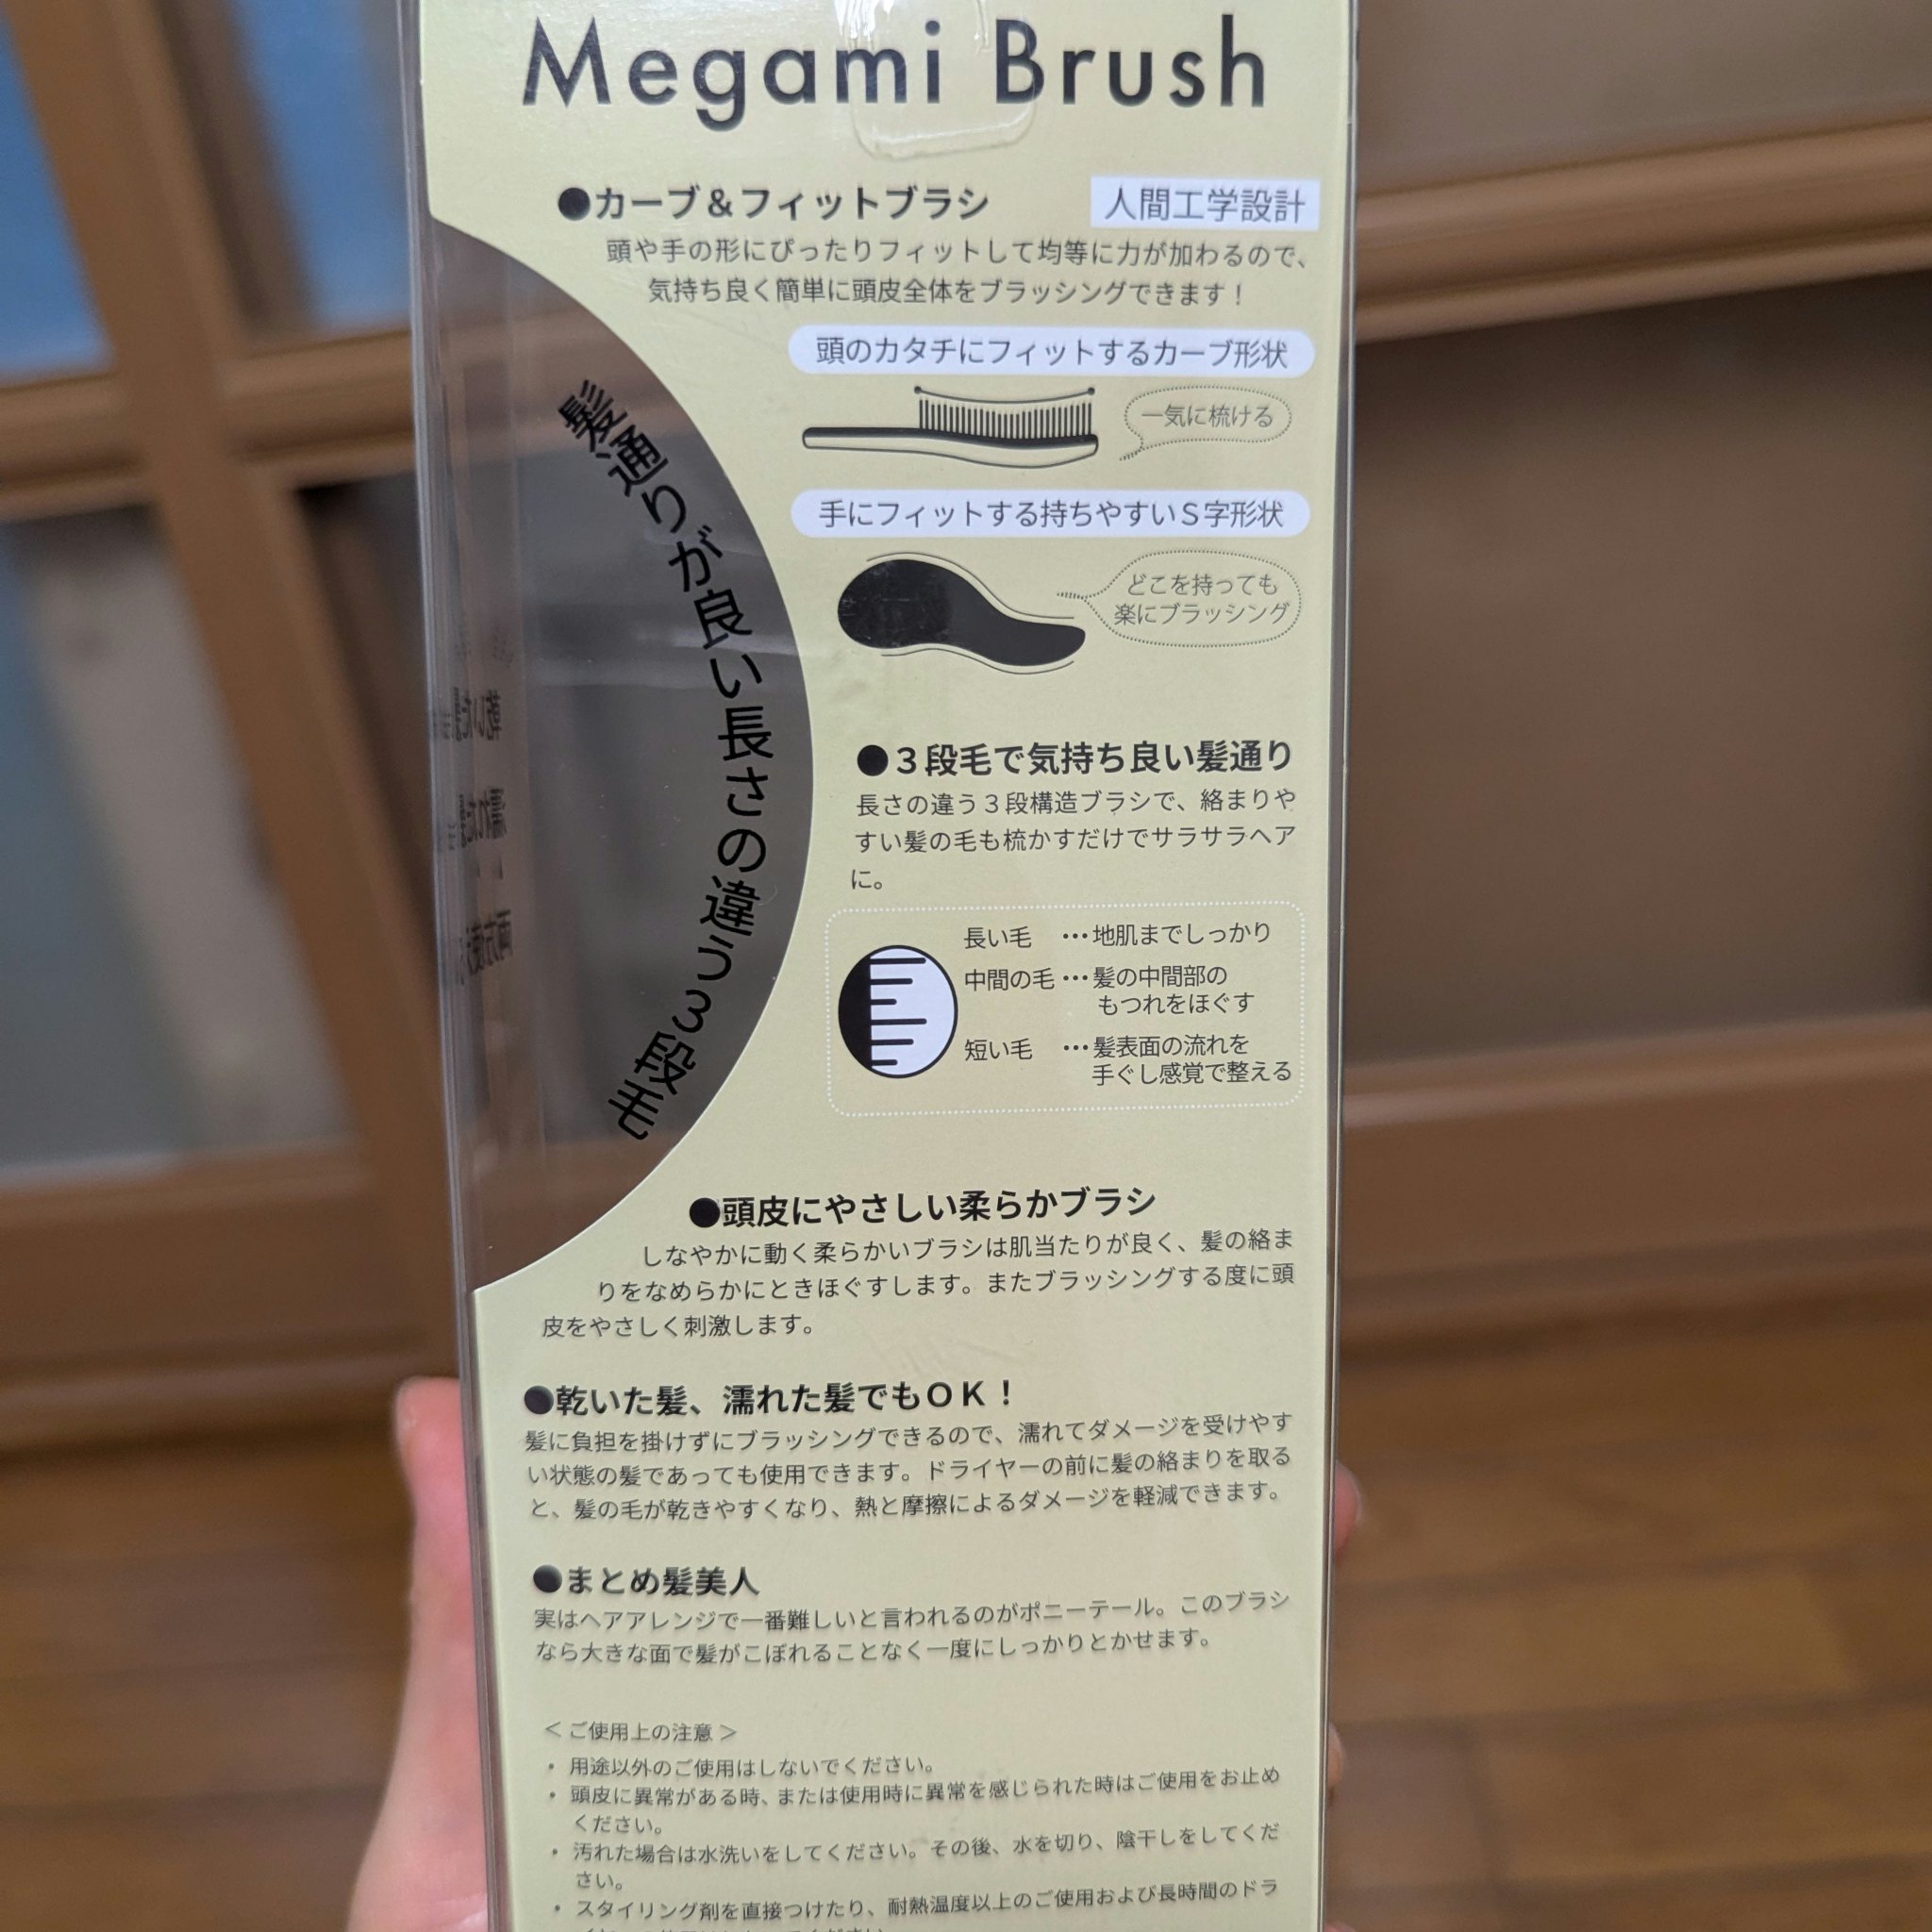 Megami Brush
●カーブ＆フィットブラシ
人間工学設計
頭や手の形にぴったりフィットして均等に力が加わるので、
気持ち良く簡単に頭皮全体をブラッシングできます！
頭のカタチにフィットするカーブ形状
一気に梳ける
手にフィットする持ちやすいＳ字形状
どこを持っても
楽にブラッシング
髪通りが良い長さの違う３段毛
●３段毛で気持ち良い髪通り
長さの違う３段構造ブラシで、絡まりや
すい髪の毛も梳かすだけでサラサラヘア
に。
長い毛 …地肌までしっかり
中間の毛…髪の中間部の
もつれをほぐす
短い毛 …髪表面の流れを
手ぐし感覚で整える
●頭皮にやさしい柔らかブラシ
しなやかに動く柔らかいブラシは肌当たりが良く、髪の絡ま
りをなめらかにときほぐすします。またブラッシングする度に頭
皮をやさしく刺激します。
●乾いた髪、濡れた髪でもＯＫ！
髪に負担を掛けずにブラッシングできるので、濡れてダメージを受けやす
い状態の髪であっても使用できます。ドライヤーの前に髪の絡まりを取る
と、髪の毛が乾きやすくなり、熱と摩擦によるダメージを軽減できます。
●まとめ髪美人
実はヘアアレンジで一番難しいと言われるのがポニーテール。このブラシ
なら大きな面で髪がこぼれることなく一度にしっかりとかせます。
＜ご使用上の注意＞
・用途以外のご使用はしないでください。
・頭皮に異常がある時、または使用時に異常を感じられた時はご使用をお止め
ください。
・汚れた場合は水洗いをしてください。その後、水を切り、陰干しをしてくだ
さい。
・スタイリング剤を直接つけたり、耐熱温度以上のご使用および長時間のドラ